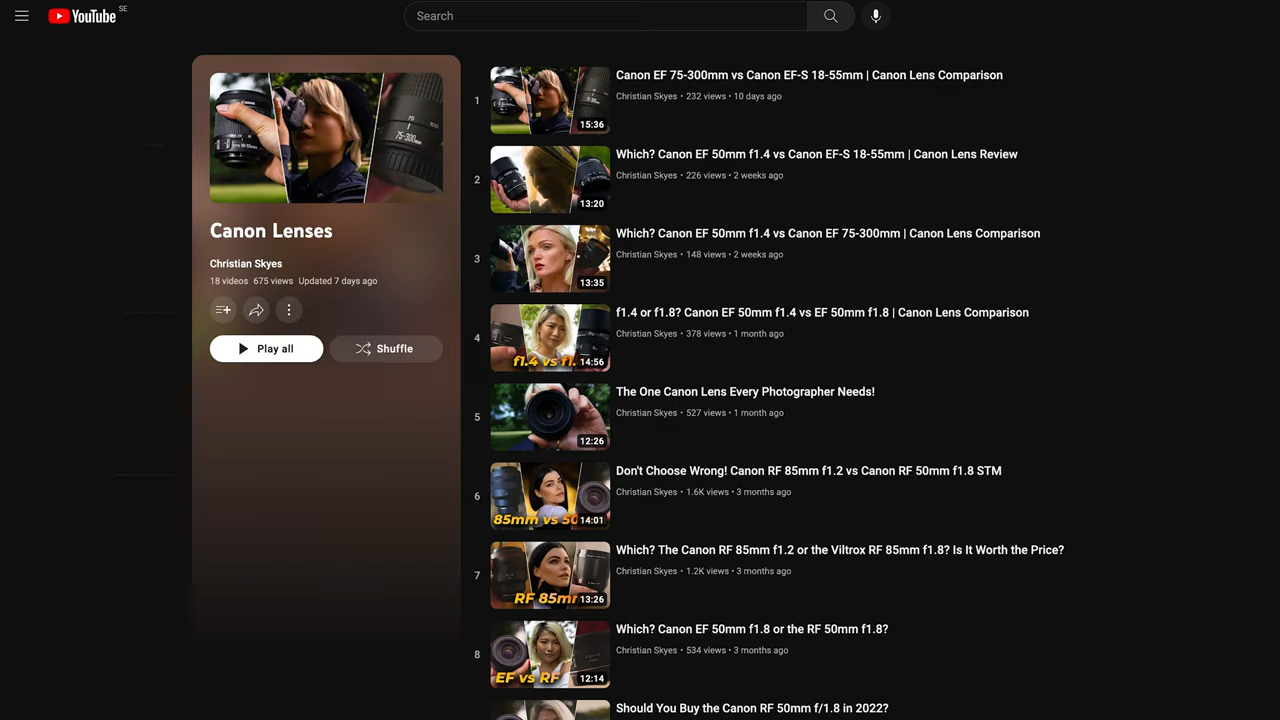 YouTube SE
Search
Canon Lenses
Christian Skyes
18 videos 675 views Updated 7 days ago
Play all
Shuffle
1
15:36
Canon EF 75-300mm vs Canon EF-S 18-55mm | Canon Lens Comparison
Christian Skyes • 232 views • 10 days ago
2
13:20
Which? Canon EF 50mm f1.4 vs Canon EF-S 18-55mm | Canon Lens Review
Christian Skyes • 226 views • 2 weeks ago
3
13:35
Which? Canon EF 50mm f1.4 vs Canon EF 75-300mm | Canon Lens Comparison
Christian Skyes • 148 views • 2 weeks ago
4
f1.4 vs f1. 14:56
f1.4 or f1.8? Canon EF 50mm f1.4 vs EF 50mm f1.8 | Canon Lens Comparison
Christian Skyes • 378 views • 1 month ago
5
12:26
The One Canon Lens Every Photographer Needs!
Christian Skyes • 527 views • 1 month ago
6
85mm vs 50 14:01
Don't Choose Wrong! Canon RF 85mm f1.2 vs Canon RF 50mm f1.8 STM
Christian Skyes • 1.6K views • 3 months ago
7
RF 85mm 13:26
Which? The Canon RF 85mm f1.2 or the Viltrox RF 85mm f1.8? Is It Worth the Price?
Christian Skyes • 1.2K views • 3 months ago
8
EF vs RF 12:14
Which? Canon EF 50mm f1.8 or the RF 50mm f1.8?
Christian Skyes • 534 views • 3 months ago
Should You Buy the Canon RF 50mm f/1.8 in 2022?